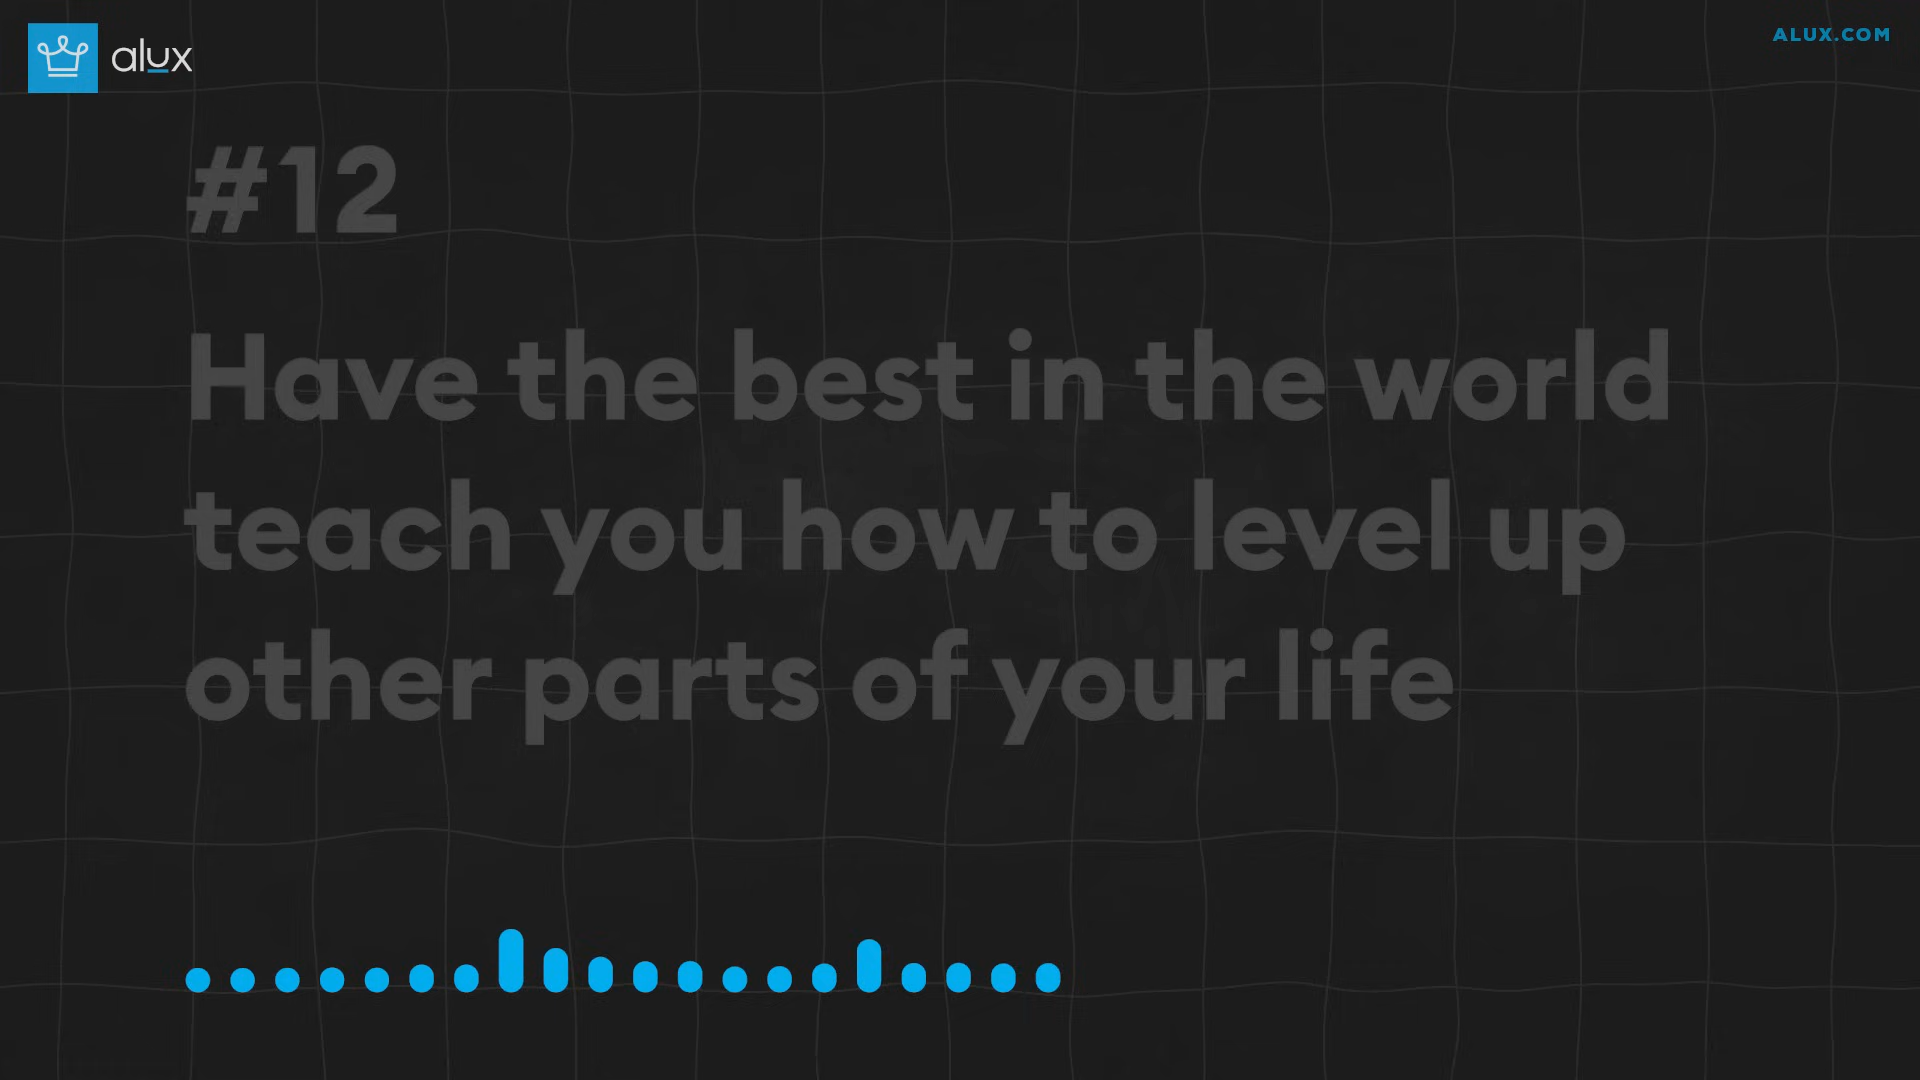 alux
ALUX.COM
#12
Have the best in the world
teach you how to level up
other parts of your life